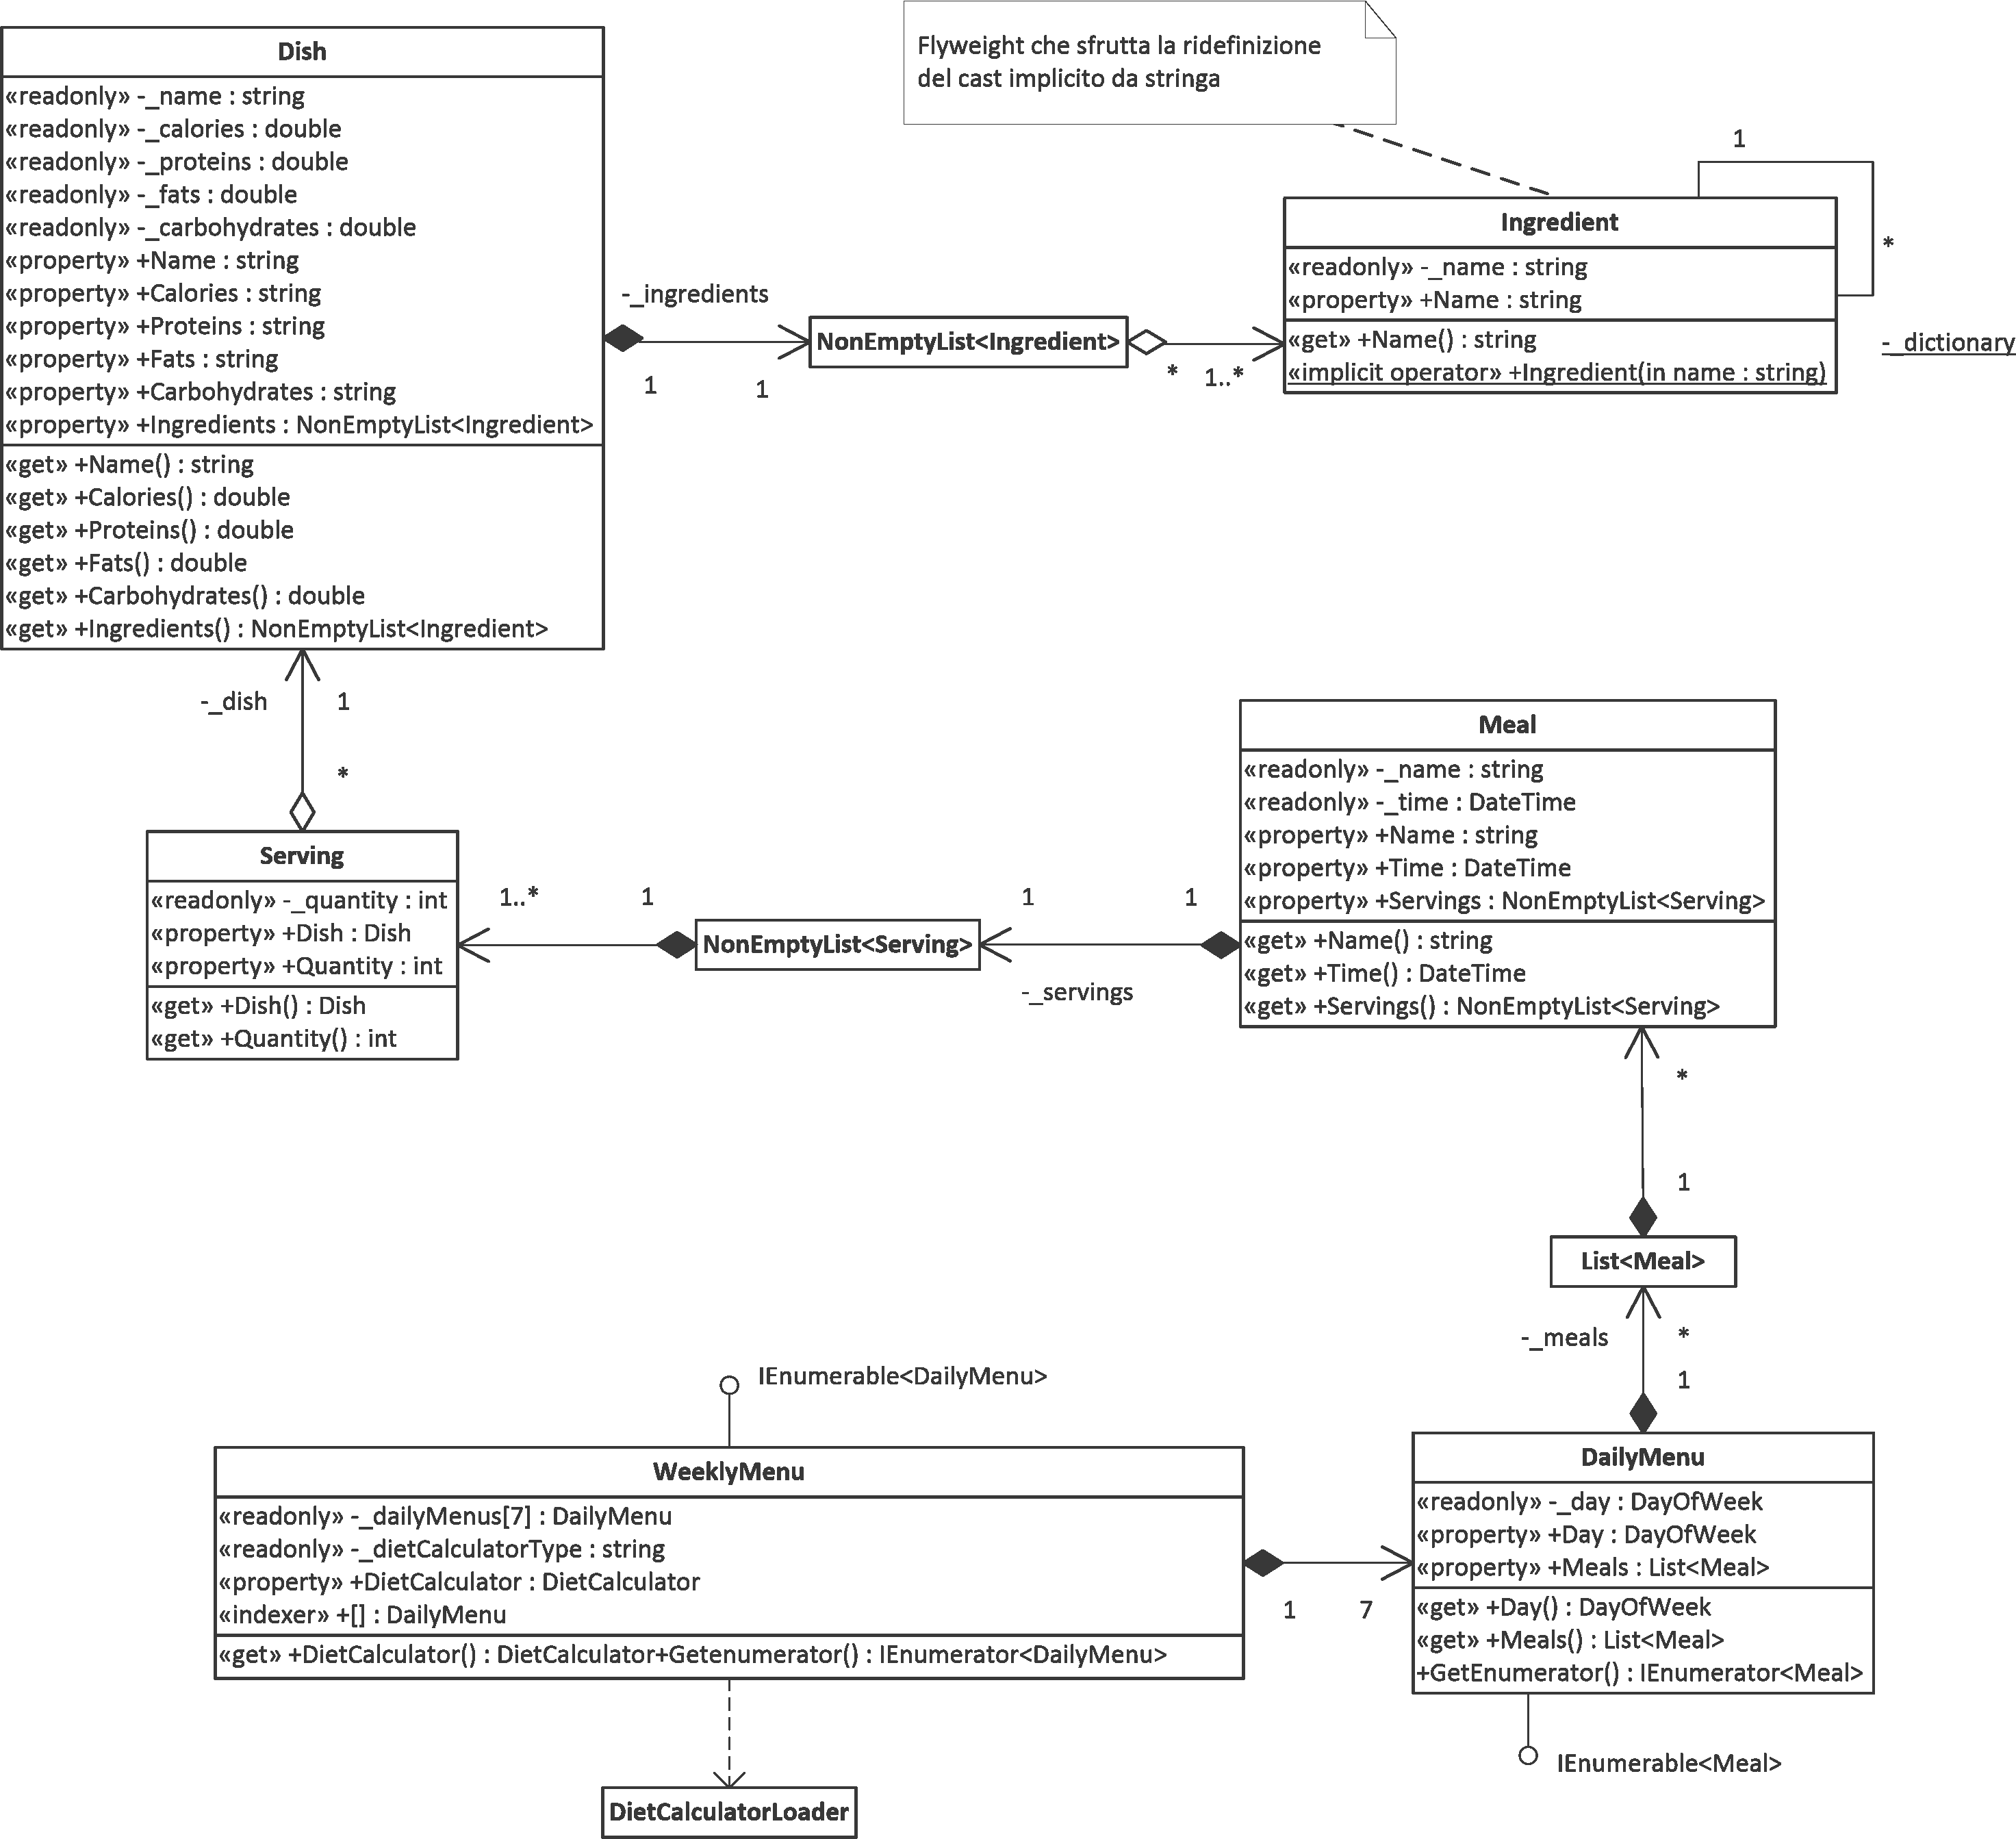 Flyweight che sfrutta la ridefinizione
del cast implicito da stringa
Dish
«readonly» -_name : string
«readonly» -_calories : double
«readonly» -_proteins : double
«readonly» -_fats : double
«readonly» -_carbohydrates : double
«property» +Name : string
«property» +Calories : string
«property» +Proteins : string
«property» +Fats : string
«property» +Carbohydrates : string
«property» +Ingredients : NonEmptyList<Ingredient>
«get» +Name() : string
«get» +Calories() : double
«get» +Proteins() : double
«get» +Fats() : double
«get» +Carbohydrates() : double
«get» +Ingredients() : NonEmptyList<Ingredient>
-_ingredients
1
1
NonEmptyList<Ingredient>
*
1..*
Ingredient
«readonly» -_name : string
«property» +Name : string
«get» +Name() : string
«implicit operator» +Ingredient(in name : string)
1
*
-_dictionary
-_dish
1
*
Serving
«readonly» -_quantity : int
«property» +Dish : Dish
«property» +Quantity : int
«get» +Dish() : Dish
«get» +Quantity() : int
1..*
1
NonEmptyList<Serving>
1
1
-_servings
Meal
«readonly» -_name : string
«readonly» -_time : DateTime
«property» +Name : string
«property» +Time : DateTime
«property» +Servings : NonEmptyList<Serving>
«get» +Name() : string
«get» +Time() : DateTime
«get» +Servings() : NonEmptyList<Serving>
*
1
List<Meal>
-_meals
*
1
IEnumerable<DailyMenu>
WeeklyMenu
«readonly» -_dailyMenus[7] : DailyMenu
«readonly» -_dietCalculatorType : string
«property» +DietCalculator : DietCalculator
«indexer» +[] : DailyMenu
«get» +DietCalculator() : DietCalculator+Getenumerator() : IEnumerator<DailyMenu>
1
7
DailyMenu
«readonly» -_day : DayOfWeek
«property» +Day : DayOfWeek
«property» +Meals : List<Meal>
«get» +Day() : DayOfWeek
«get» +Meals() : List<Meal>
+GetEnumerator() : IEnumerator<Meal>
IEnumerable<Meal>
DietCalculatorLoader